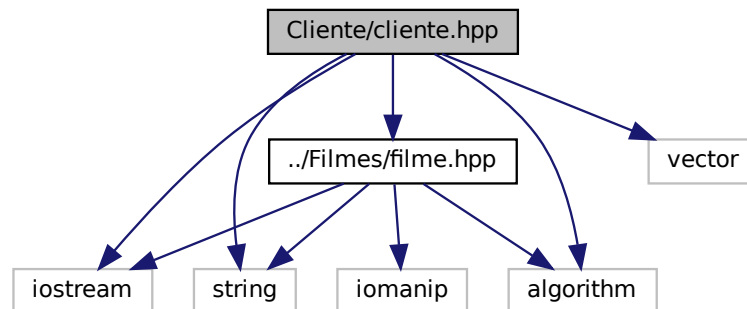 Cliente/cliente.hpp
../Filmes/filme.hpp
vector
iostream
string
iomanip
algorithm